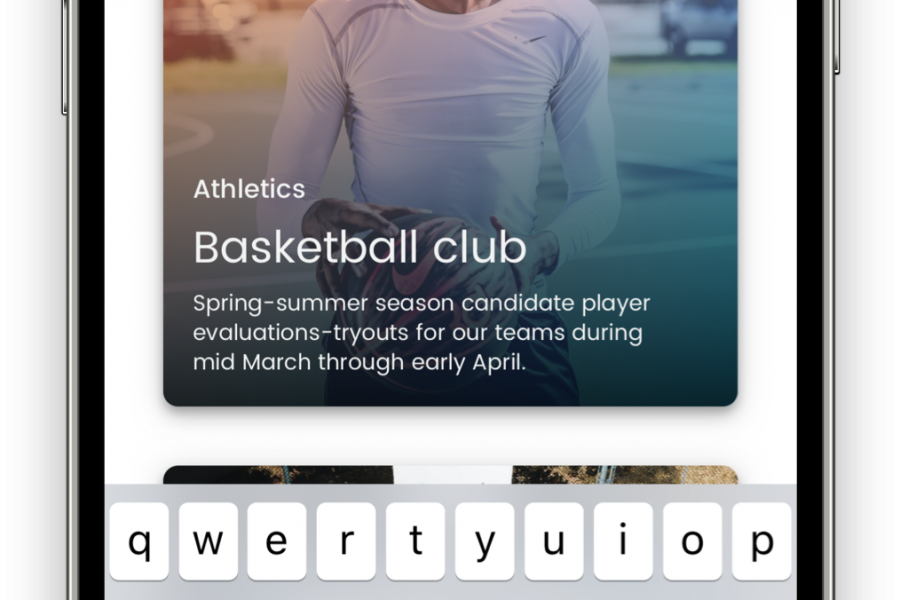 Athletics
Basketball club
Spring-summer season candidate player
evaluations-tryouts for our teams during
mid March through early April.
q w e r t y u i o p